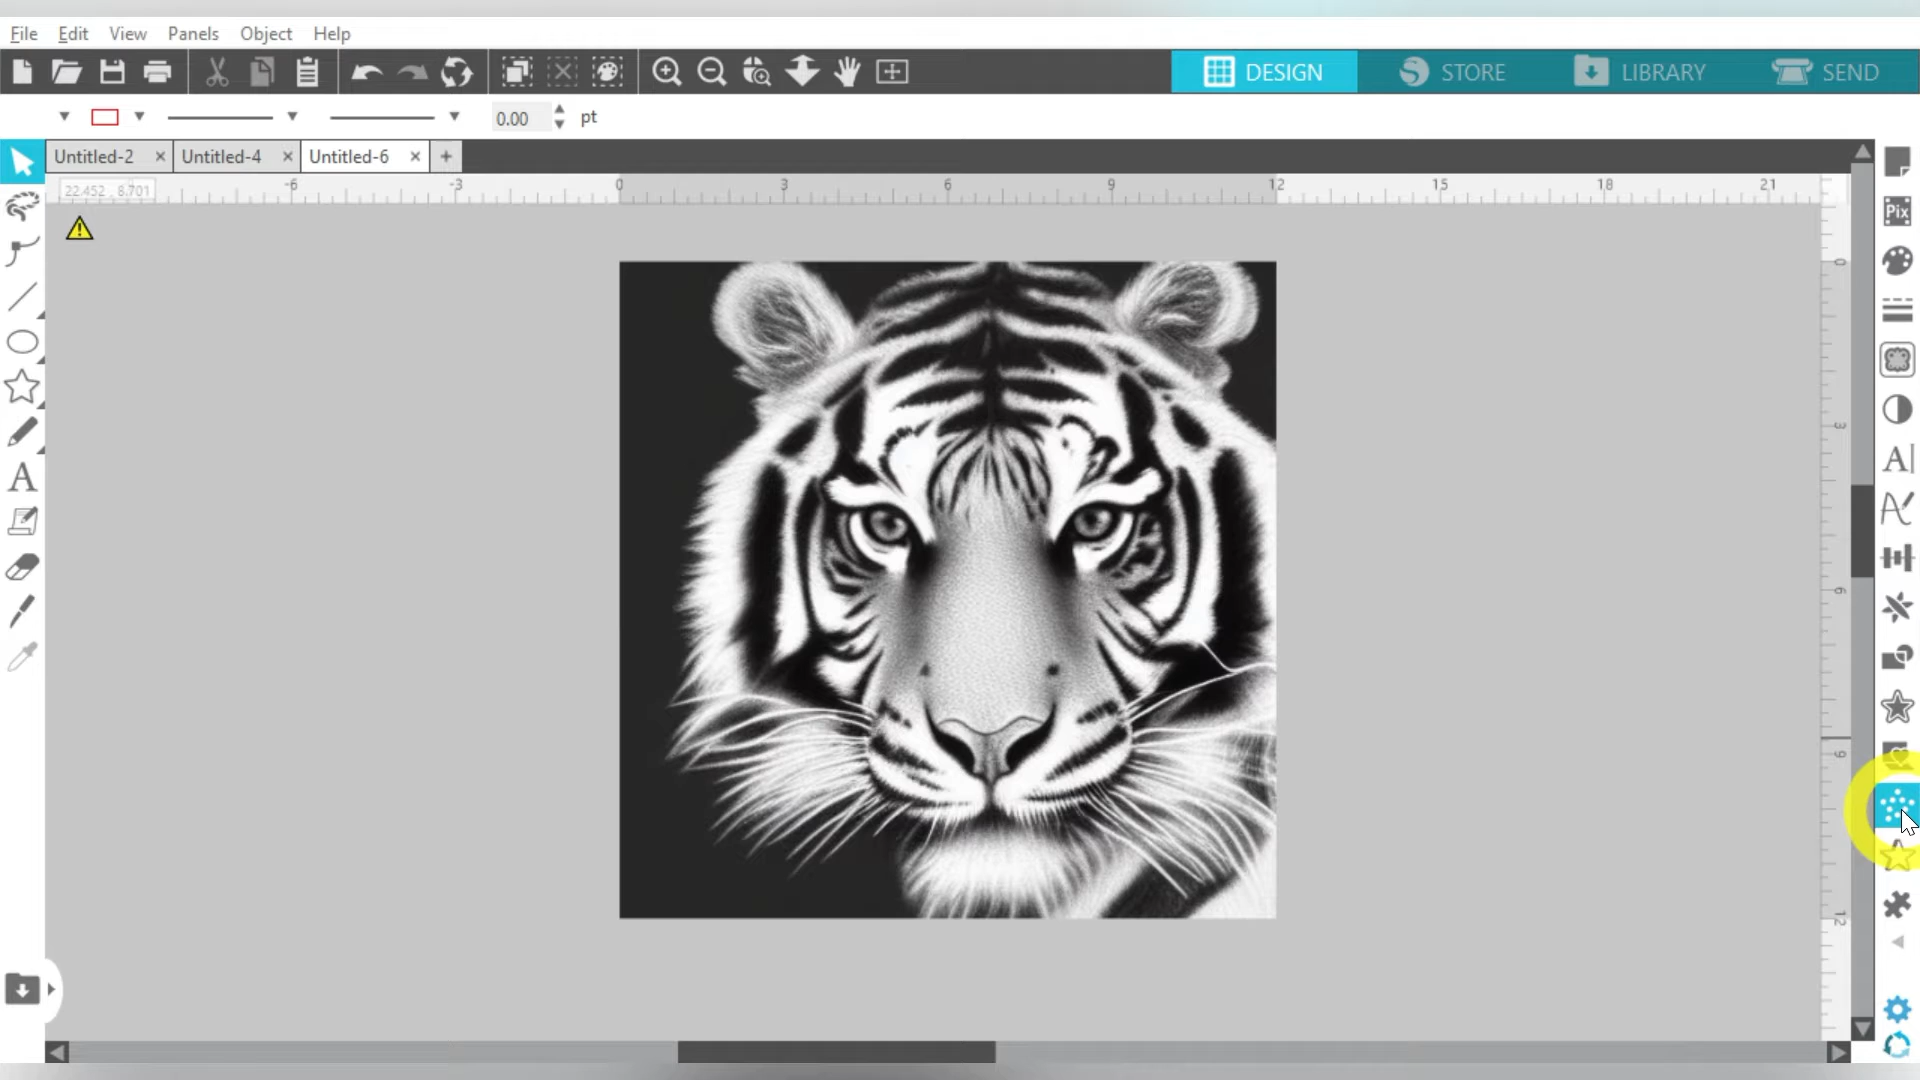 File Edit View Panels Object Help
DESIGN STORE LIBRARY SEND
0.00 pt
Untitled-2 Untitled-4 Untitled-6
22.452 , 8.701
-6 -3 0 3 6 9 12 15 18 21
Pix
0
3
6
9
12